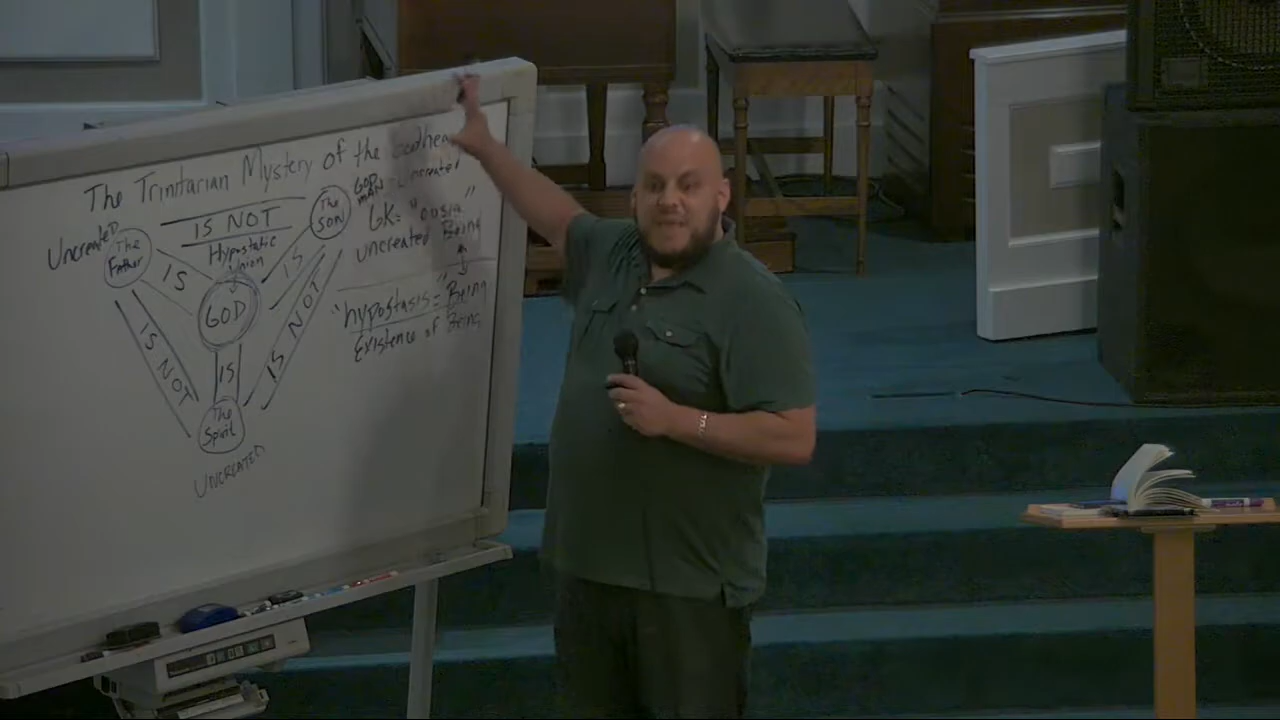 The Trinitarian Mystery of the Godhea
Uncreated
The Father
IS NOT
Hypostatic Union
The SON
GOD MAN
Uncreated
GK= "ousia"
uncreated Being
IS
IS
GOD
"hypostasis=" Being
Existence of Being
IS NOT
IS
IS NOT
The Spirit
UNCREATED